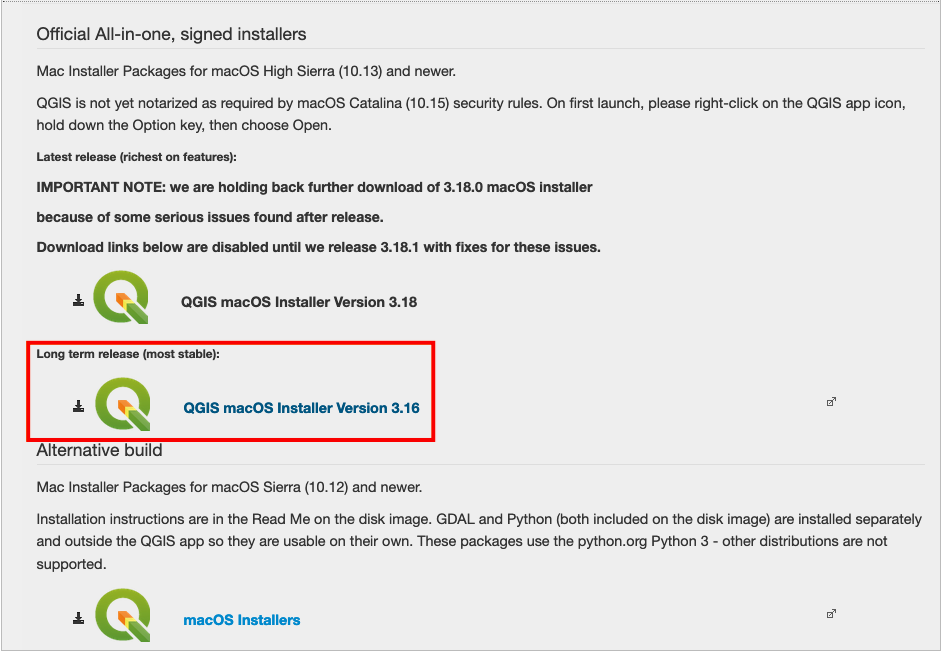 Official All-in-one, signed installers
Mac Installer Packages for macOS High Sierra (10.13) and newer.
QGIS is not yet notarized as required by macOS Catalina (10.15) security rules. On first launch, please right-click on the QGIS app icon,
hold down the Option key, then choose Open.
Latest release (richest on features):
IMPORTANT NOTE: we are holding back further download of 3.18.0 macOS installer
because of some serious issues found after release.
Download links below are disabled until we release 3.18.1 with fixes for these issues.
QGIS macOS Installer Version 3.18
Long term release (most stable):
QGIS macOS Installer Version 3.16
Alternative build
Mac Installer Packages for macOS Sierra (10.12) and newer.
Installation instructions are in the Read Me on the disk image. GDAL and Python (both included on the disk image) are installed separately
and outside the QGIS app so they are usable on their own. These packages use the python.org Python 3 - other distributions are not
supported.
macOS Installers